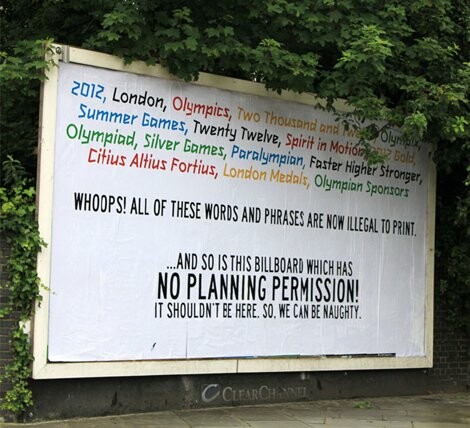 2012, London, Olympics, Two Thousand and Olympix,
Summer Games, Twenty Twelve, Spirit in Motion, 2012 Gold,
Olympiad, Silver Games, Paralympian, Faster Higher Stronger,
Citius Altius Fortius, London Medals, Olympian Sponsors
WHOOPS! ALL OF THESE WORDS AND PHRASES ARE NOW ILLEGAL TO PRINT.
...AND SO IS THIS BILLBOARD WHICH HAS
NO PLANNING PERMISSION!
IT SHOULDN'T BE HERE. SO, WE CAN BE NAUGHTY.
CLEARCHANNEL